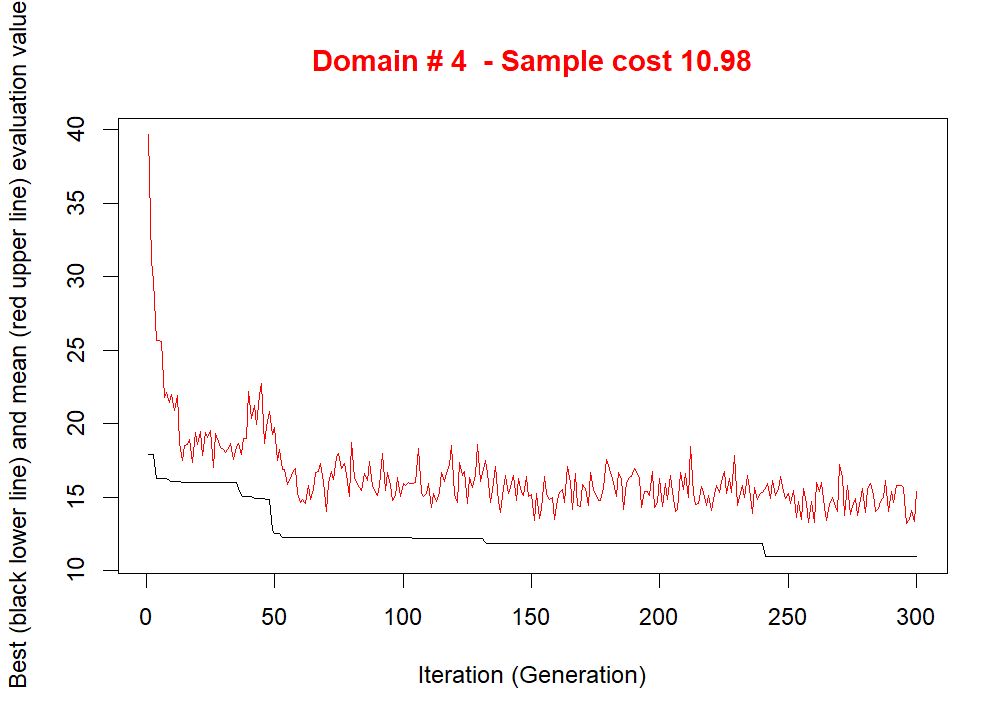 Domain # 4  - Sample cost 10.98
Best (black lower line) and mean (red upper line) evaluation value
40
35
30
25
20
15
10
0 50 100 150 200 250 300
Iteration (Generation)